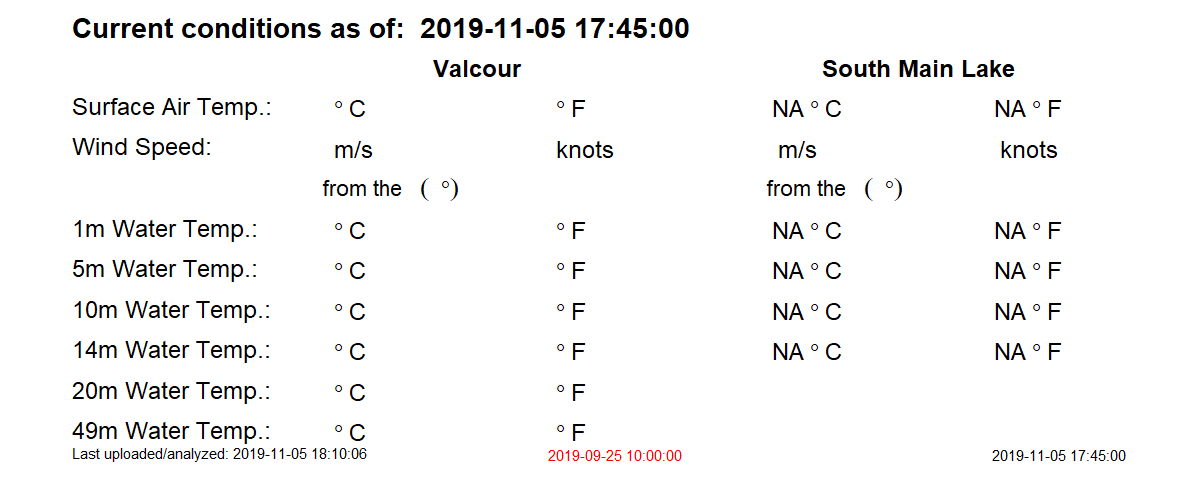 Current conditions as of: 2019-11-05 17:45:00
Valcour South Main Lake
Surface Air Temp.: ° C ° F NA ° C NA ° F
Wind Speed: m/s knots m/s knots
from the ( °) from the ( °)
1m Water Temp.: ° C ° F NA ° C NA ° F
5m Water Temp.: ° C ° F NA ° C NA ° F
10m Water Temp.: ° C ° F NA ° C NA ° F
14m Water Temp.: ° C ° F NA ° C NA ° F
20m Water Temp.: ° C ° F
49m Water Temp.: ° C ° F
Last uploaded/analyzed: 2019-11-05 18:10:06 2019-09-25 10:00:00 2019-11-05 17:45:00